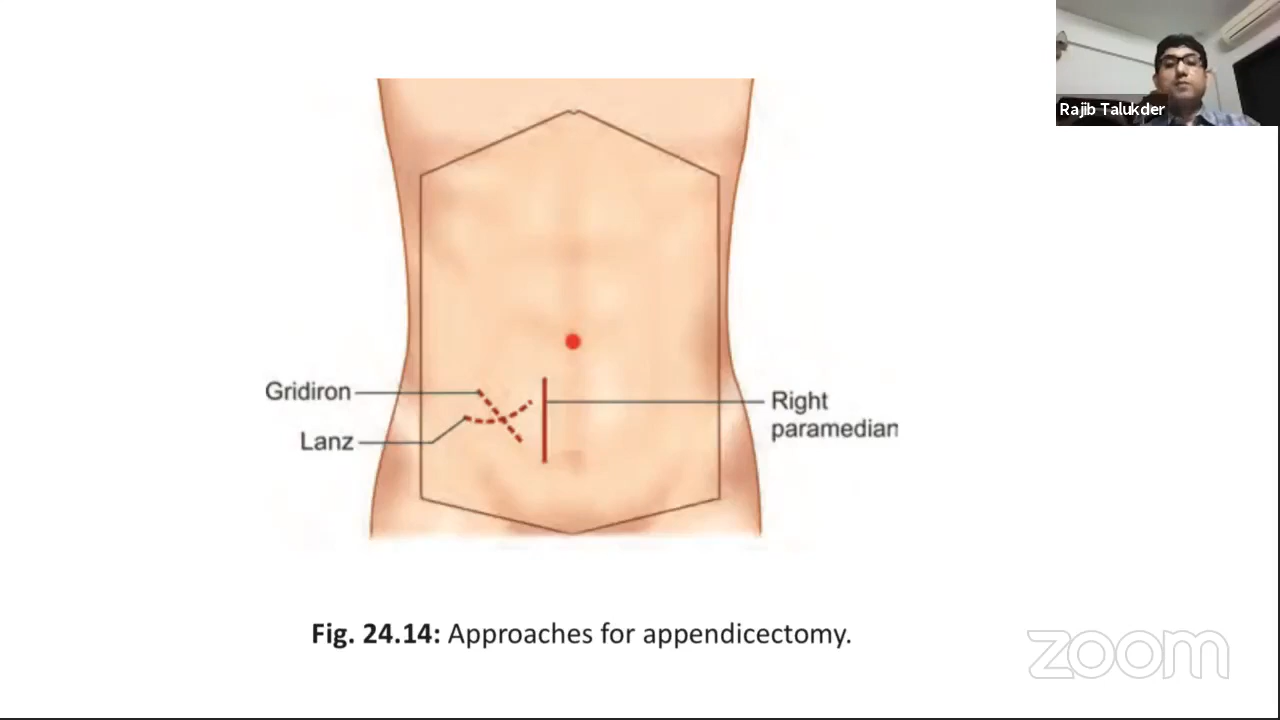 Rajib Talukder
Gridiron
Lanz
Right
paramedian
Fig. 24.14: Approaches for appendicectomy.
zoom